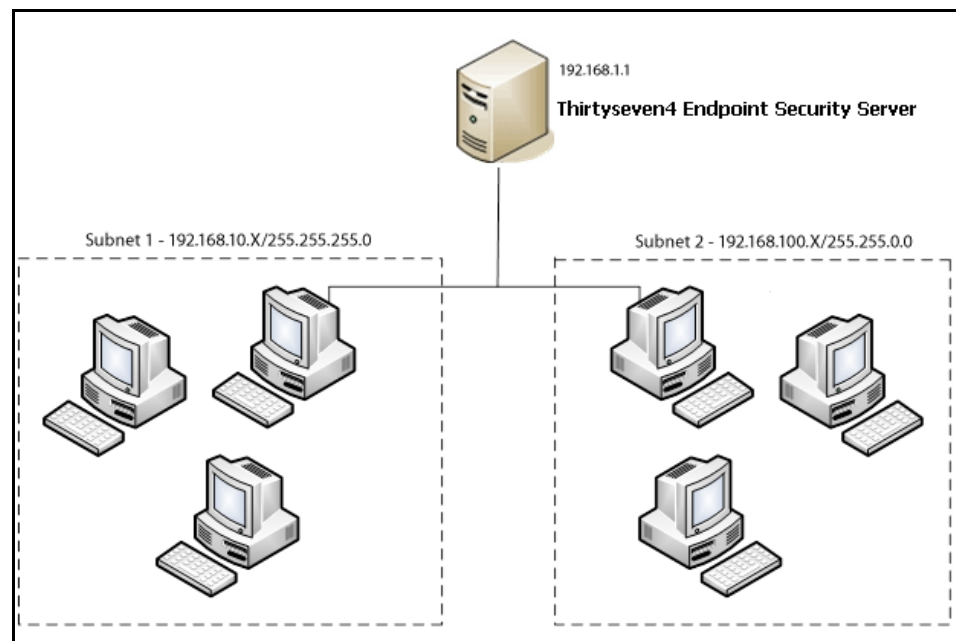 192.168.1.1
Thirtyseven4 Endpoint Security Server
Subnet 1 - 192.168.10.X/255.255.255.0
Subnet 2 - 192.168.100.X/255.255.0.0